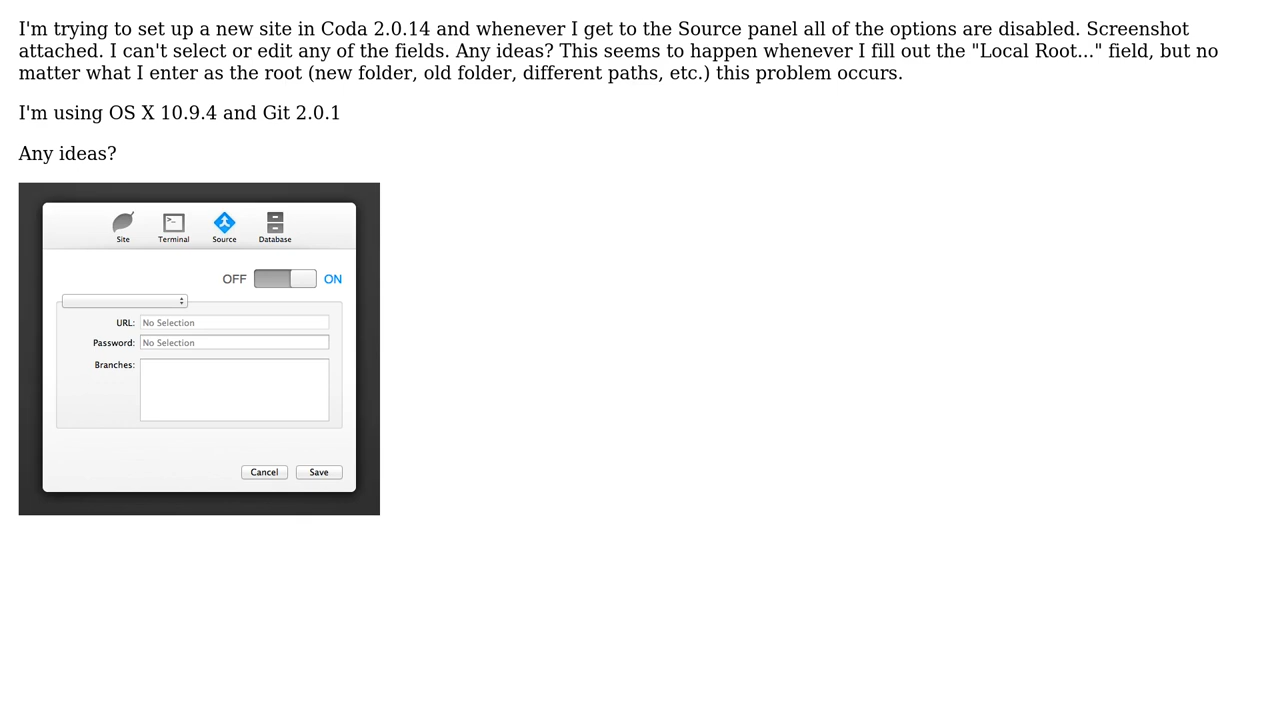 I'm trying to set up a new site in Coda 2.0.14 and whenever I get to the Source panel all of the options are disabled. Screenshot
attached. I can't select or edit any of the fields. Any ideas? This seems to happen whenever I fill out the "Local Root..." field, but no
matter what I enter as the root (new folder, old folder, different paths, etc.) this problem occurs.
I'm using OS X 10.9.4 and Git 2.0.1
Any ideas?
Site Terminal Source Database
OFF ON
URL: No Selection
Password: No Selection
Branches:
Cancel Save